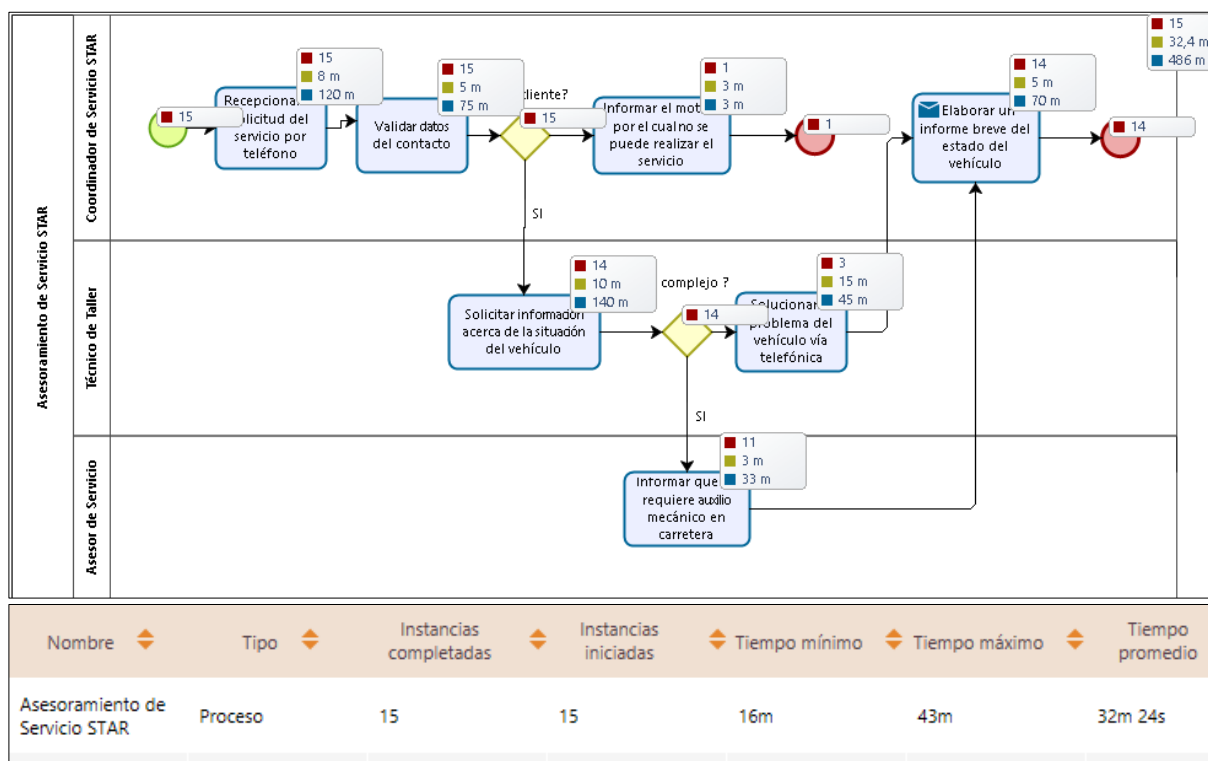 Asesoramiento de Servicio STAR
Coordinador de Servicio STAR
Técnico de Taller
Asesor de Servicio
15
Recepcionar
solicitud del
servicio por
teléfono
15
8 m
120 m
Validar datos
del contacto
15
5 m
75 m
cliente?
15
SI
Informar el motivo
por el cual no se
puede realizar el
servicio
1
3 m
3 m
1
Elaborar un
informe breve del
estado del
vehículo
14
5 m
70 m
14
15
32,4 m
486 m
Solicitar información
acerca de la situación
del vehículo
14
10 m
140 m
complejo ?
14
SI
Solucionar
problema del
vehículo vía
telefónica
3
15 m
45 m
Informar que
requiere auxilio
mecánico en
carretera
11
3 m
33 m
Nombre Tipo Instancias completadas Instancias iniciadas Tiempo mínimo Tiempo máximo Tiempo promedio
Asesoramiento de Servicio STAR Proceso 15 15 16m 43m 32m 24s